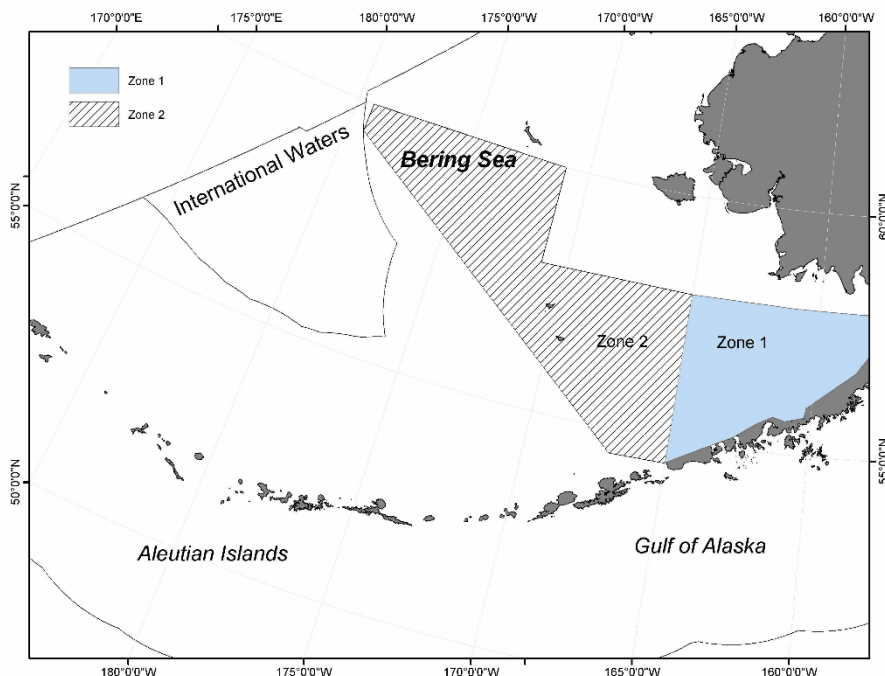 170°0'0"E 175°0'0"W 180°0'0"W 175°0'0"W 170°0'0"W 165°0'0"W 160°0'0"W
Zone 1
Zone 2
International Waters
Bering Sea
55°0'0"N
60°0'0"N
Zone 2
Zone 1
50°0'0"N
55°0'0"N
Aleutian Islands
Gulf of Alaska
180°0'0"W 175°0'0"W 170°0'0"W 165°0'0"W 160°0'0"W